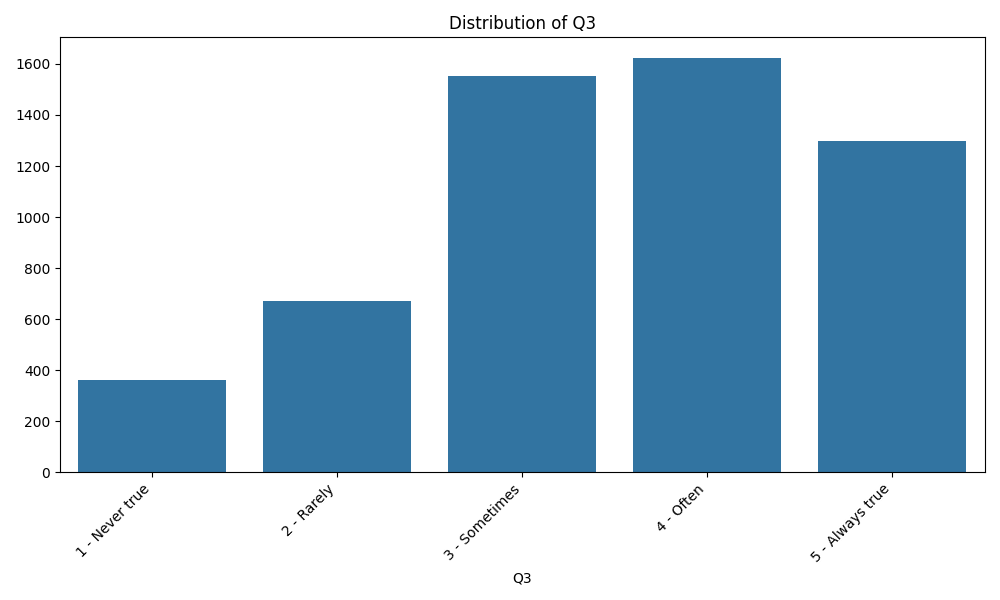 Distribution of Q3
1600
1400
1200
1000
800
600
400
200
0
1 - Never true
2 - Rarely
3 - Sometimes
4 - Often
5 - Always true
Q3